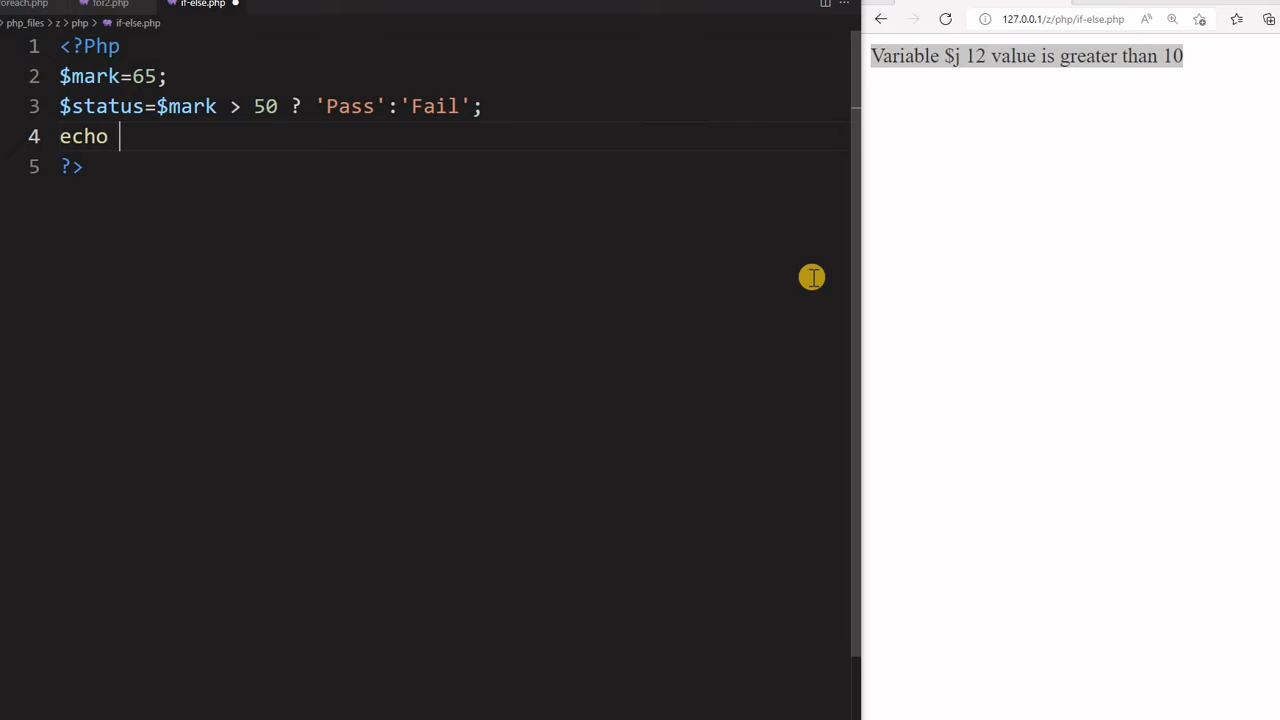 oreach.php for2.php if-else.php
php_files > z > php > if-else.php
1 <?Php
2 $mark=65;
3 $status=$mark > 50 ? 'Pass':'Fail';
4 echo
5 ?>
127.0.0.1/z/php/if-else.php
Variable $j 12 value is greater than 10